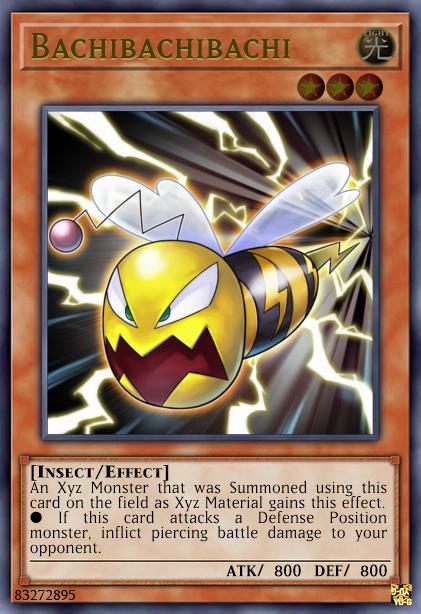 Bachibachibachi
LIGHT
光
[Insect/Effect]
An Xyz Monster that was Summoned using this
card on the field as Xyz Material gains this effect.
● If this card attacks a Defense Position
monster, inflict piercing battle damage to your
opponent.
ATK/ 800 DEF/ 800
83272895